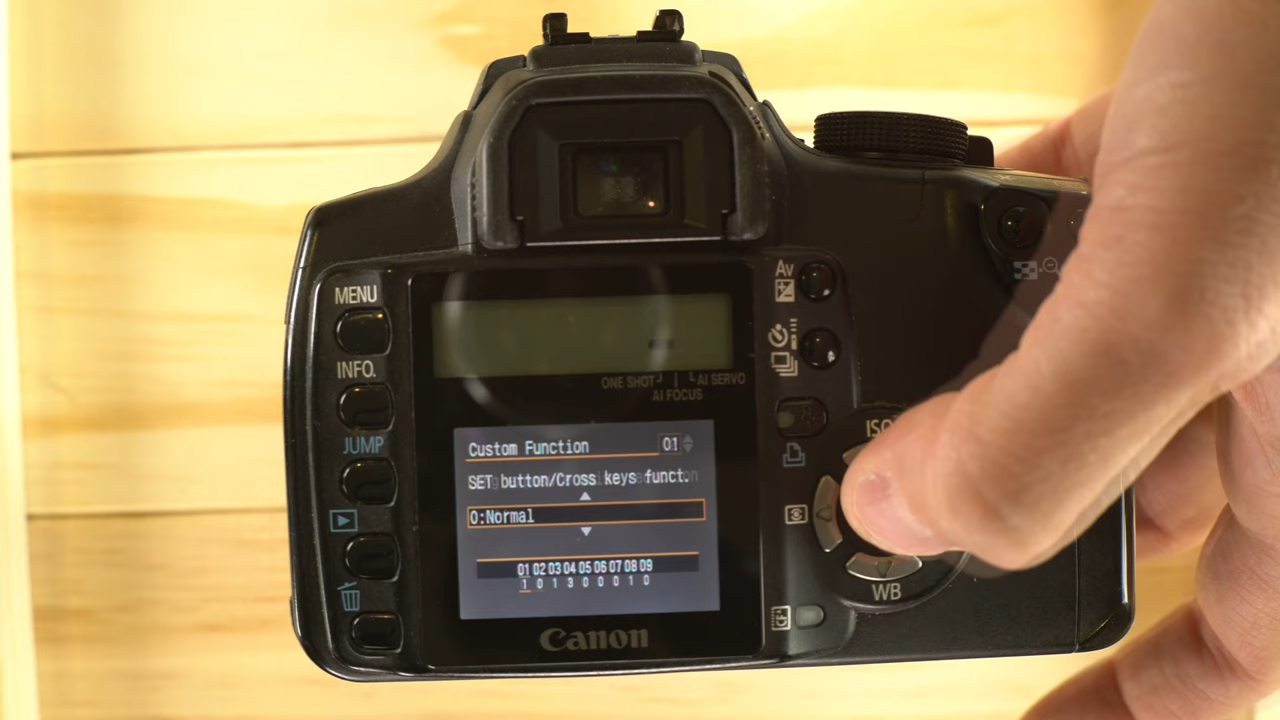 MENU
INFO.
JUMP
Av
ONE SHOT
AI SERVO
AI FOCUS
ISO
WB
Custom Function 01
SET button/Cross keys funct.
0:Normal
01 02 03 04 05 06 07 08 09
1 0 1 3 0 0 0 1 0
Canon